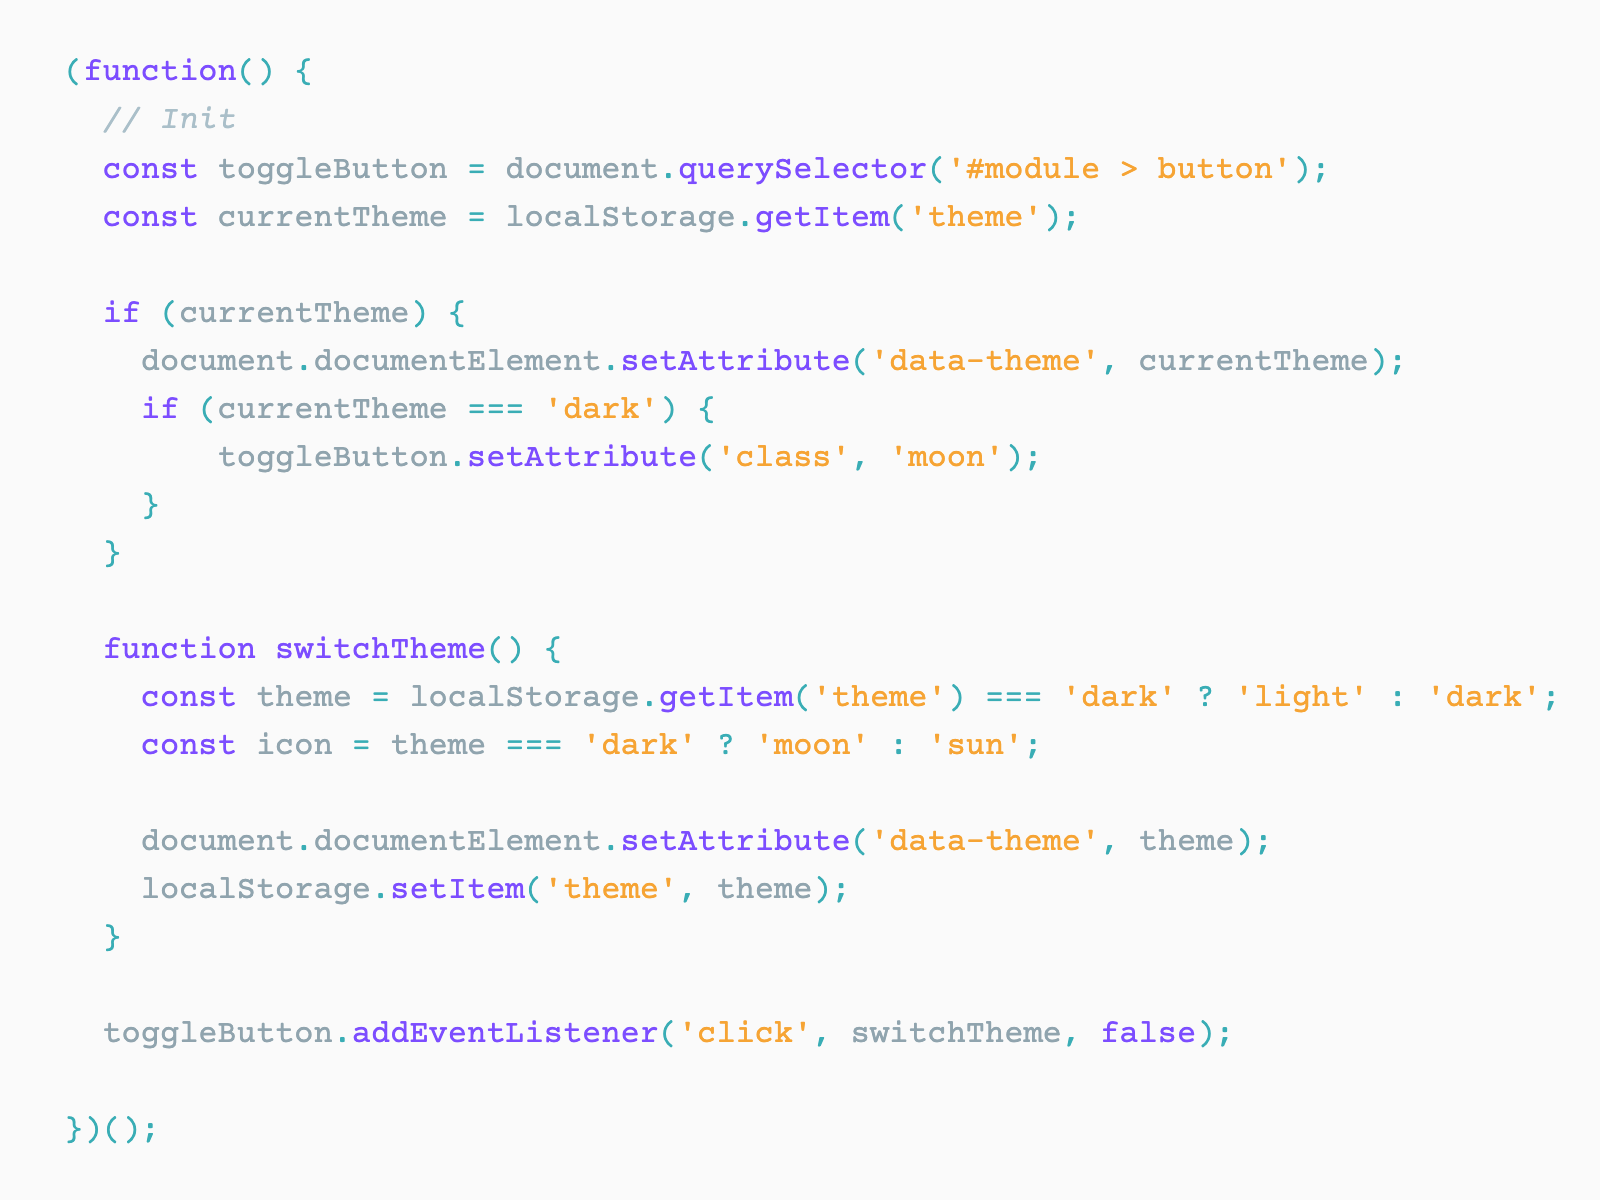 (function() {
  // Init
  const toggleButton = document.querySelector('#module > button');
  const currentTheme = localStorage.getItem('theme');

  if (currentTheme) {
    document.documentElement.setAttribute('data-theme', currentTheme);
    if (currentTheme === 'dark') {
        toggleButton.setAttribute('class', 'moon');
    }
  }

  function switchTheme() {
    const theme = localStorage.getItem('theme') === 'dark' ? 'light' : 'dark';
    const icon = theme === 'dark' ? 'moon' : 'sun';

    document.documentElement.setAttribute('data-theme', theme);
    localStorage.setItem('theme', theme);
  }

  toggleButton.addEventListener('click', switchTheme, false);

})();